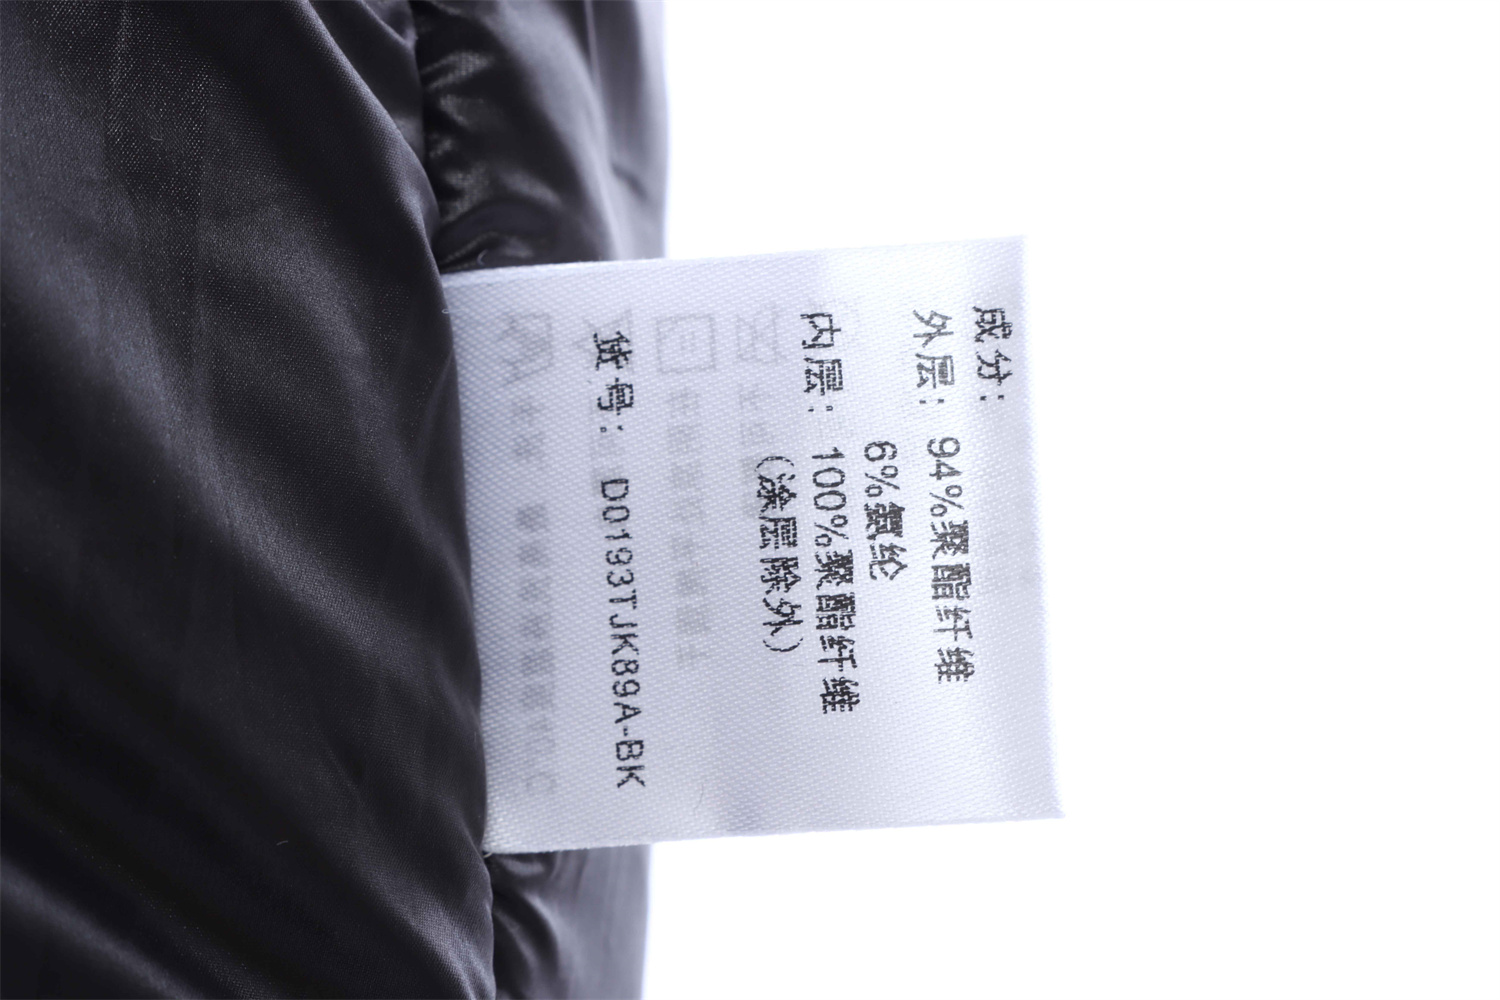 成分：
外层：94%聚酯纤维
6%氨纶
内层：100%聚酯纤维
（涂层除外）
货号：D0193TJK89A-BK